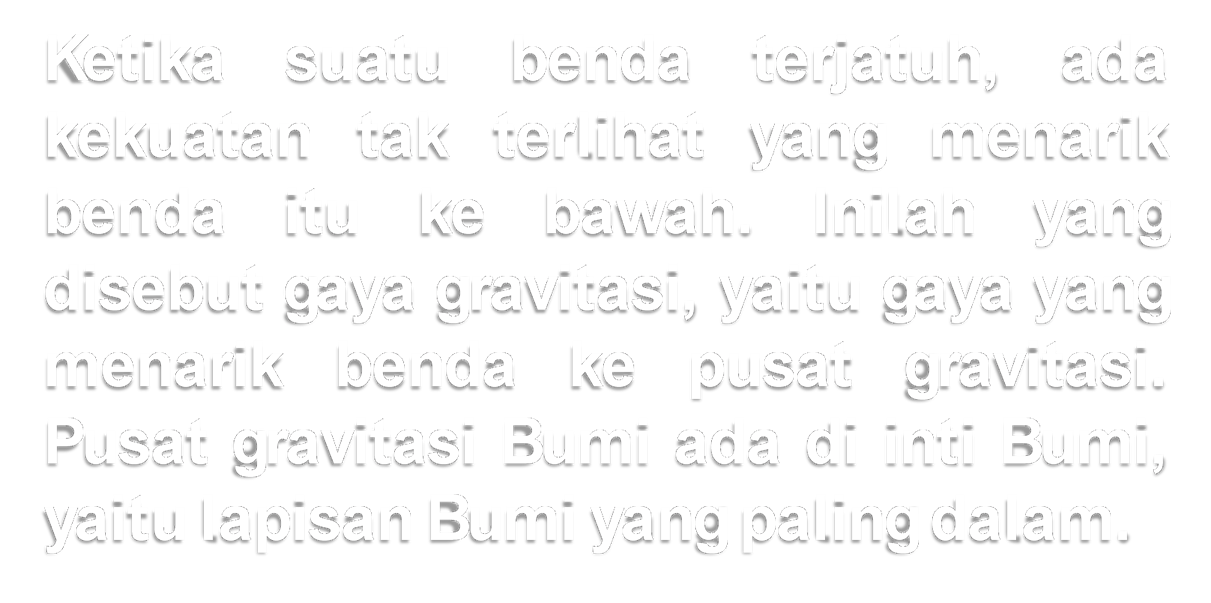 Ketika suatu benda terjatuh, ada
kekuatan tak terlihat yang menarik
benda itu ke bawah. Inilah yang
disebut gaya gravitasi, yaitu gaya yang
menarik benda ke pusat gravitasi.
Pusat gravitasi Bumi ada di inti Bumi,
yaitu lapisan Bumi yang paling dalam.